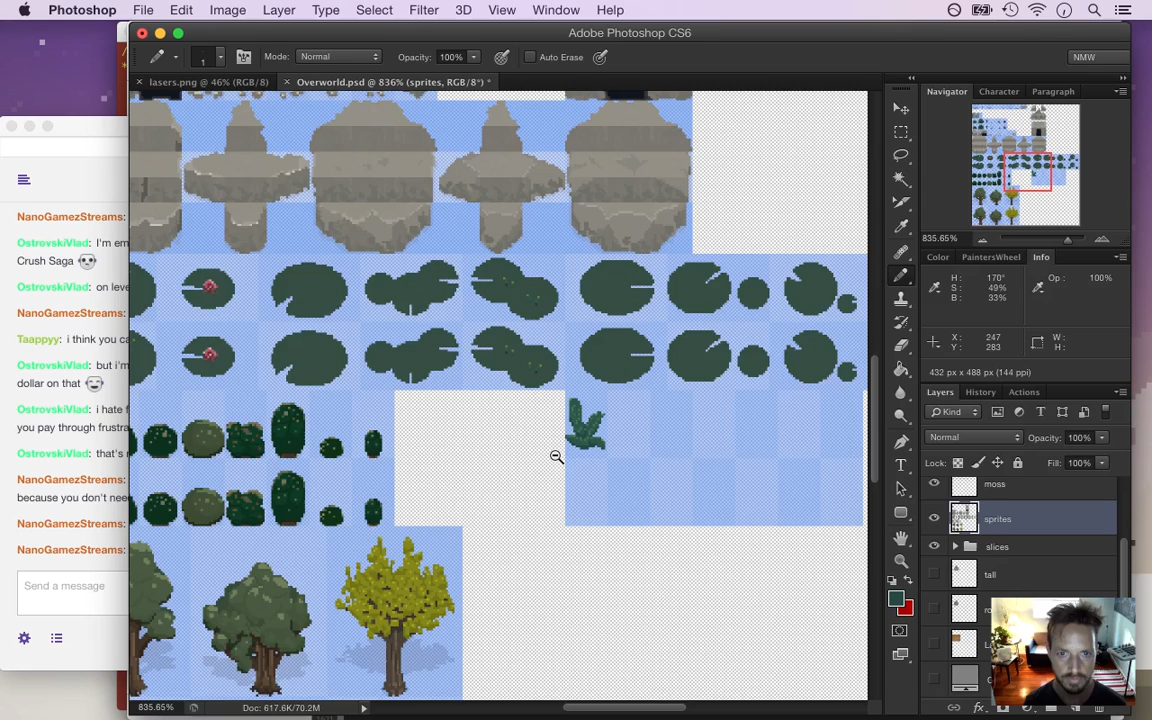 Photoshop File Edit Image Layer Type Select Filter 3D View Window Help
Adobe Photoshop CS6
1 Mode: Normal Opacity: 100% Auto Erase NMW
× lasers.png @ 46% (RGB/8) × Overworld.psd @ 836% (sprites, RGB/8*) *
Navigator Character Paragraph
835.65%
Color PaintersWheel Info
H: 170° Op: 100%
S: 49%
B: 33%
X: 247 W:
Y: 283 H:
432 px x 488 px (144 ppi)
Layers History Actions
Kind
Normal Opacity: 100%
Lock: Fill: 100%
moss
sprites
slices
tall
NanoGamezStreams:
OstrovskiVlad: I'm em
Crush Saga
OstrovskiVlad: on leve
NanoGamezStreams:
Taappyy: i think you ca
OstrovskiVlad: but i'm
dollar on that
OstrovskiVlad: i hate f
you pay through frustra
OstrovskiVlad: that's
NanoGamezStreams:
because you don't nee
NanoGamezStreams:
NanoGamezStreams:
Send a message
835.65% Doc: 617.6K/70.2M